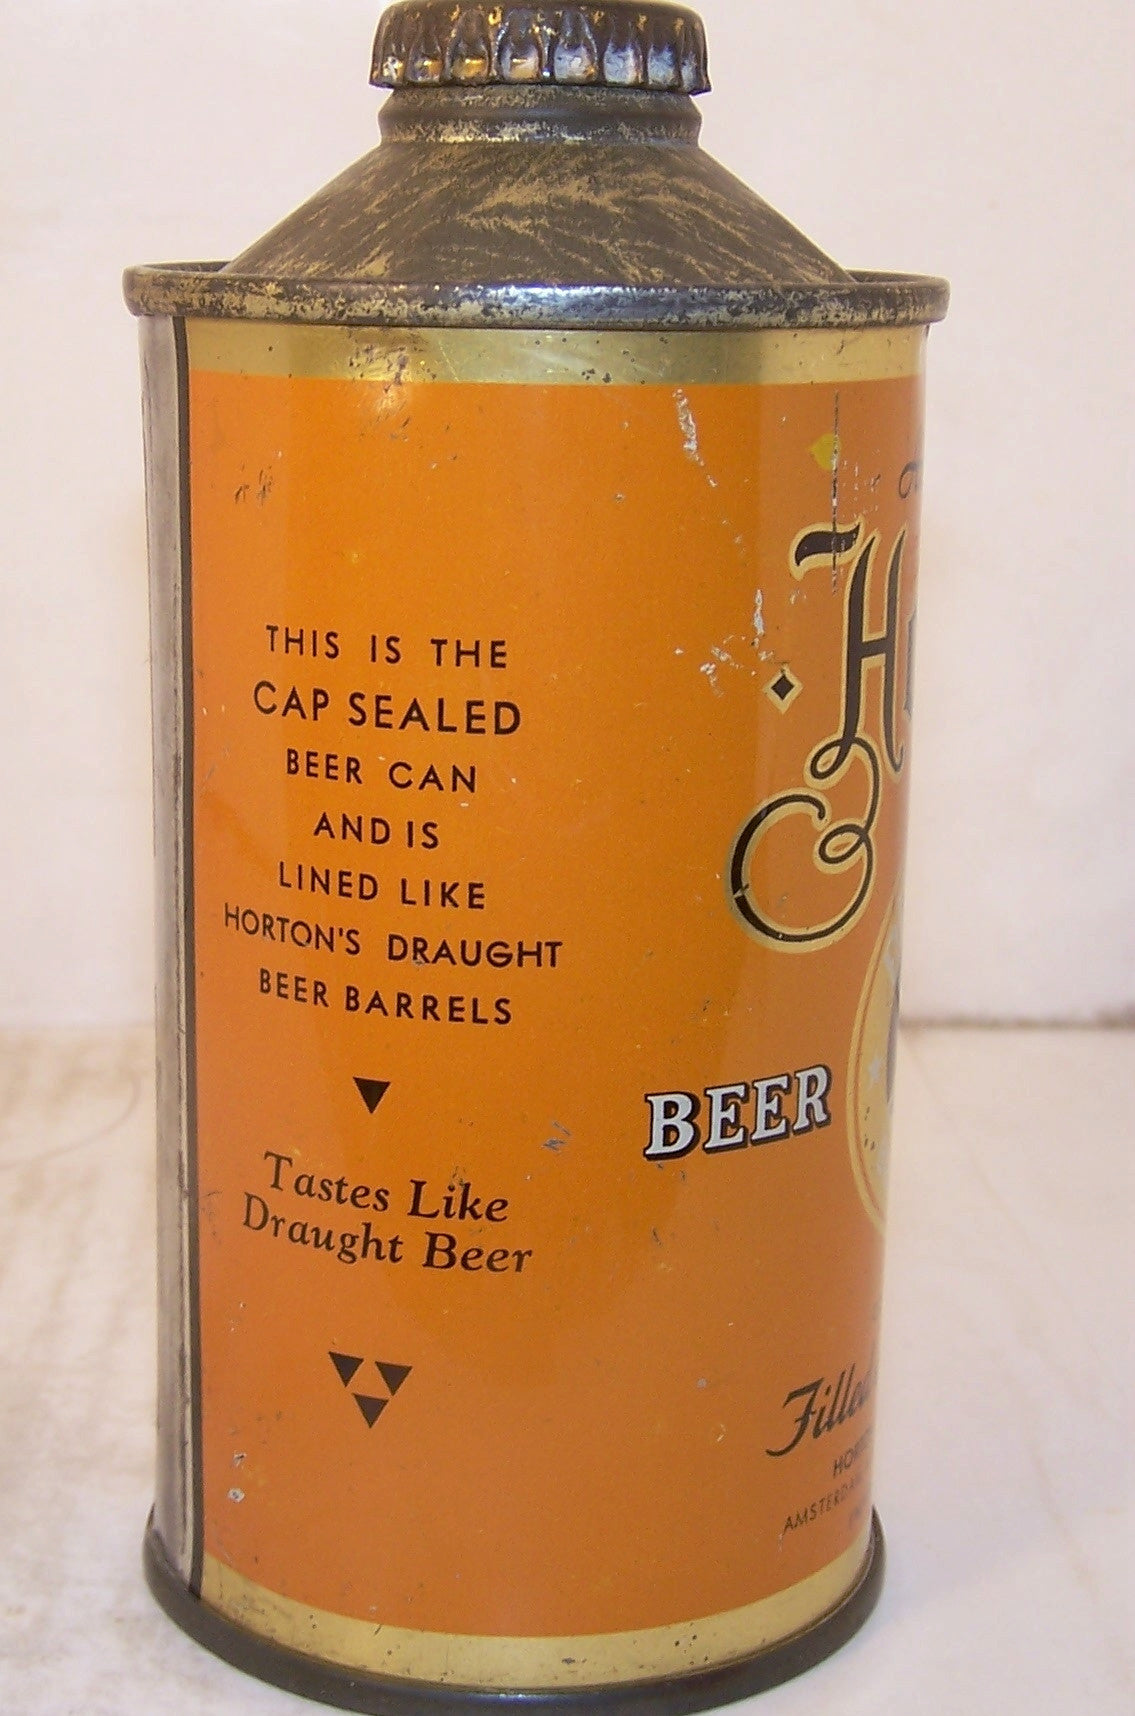 THIS IS THE
CAP SEALED
BEER CAN
AND IS
LINED LIKE
HORTON'S DRAUGHT
BEER BARRELS
Tastes Like
Draught Beer
BEER